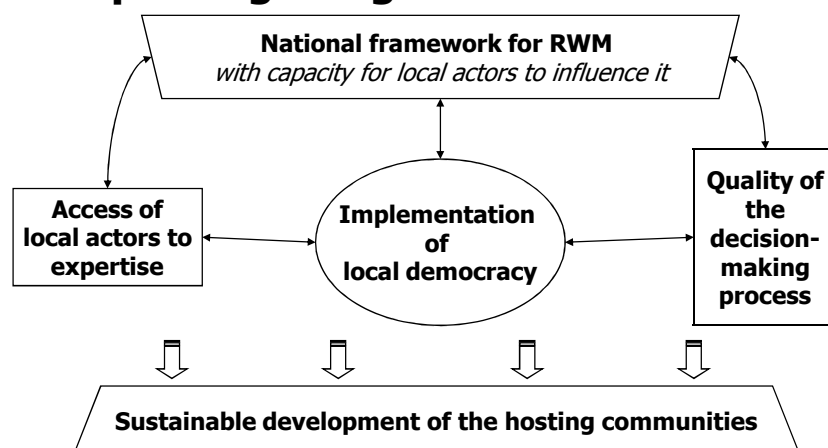 National framework for RWM
with capacity for local actors to influence it
Access of
local actors to
expertise
Implementation
of
local democracy
Quality of
the
decision-
making
process
Sustainable development of the hosting communities